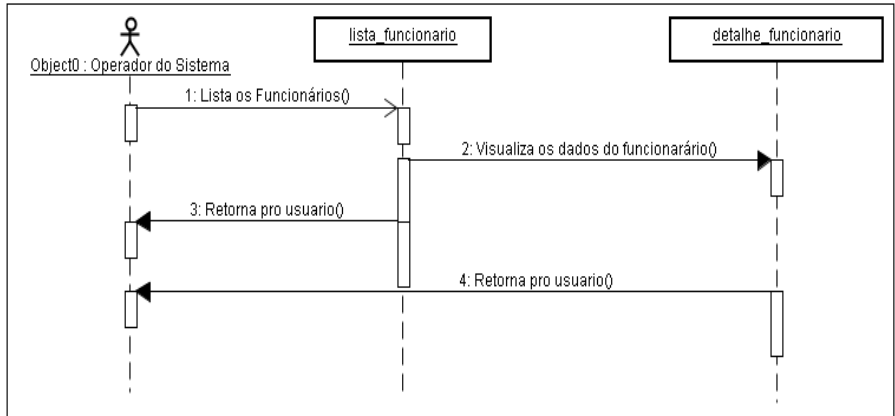 Object0 : Operador do Sistema
lista_funcionario
detalhe_funcionario
1: Lista os Funcionários()
2: Visualiza os dados do funcionarário()
3: Retorna pro usuario()
4: Retorna pro usuario()